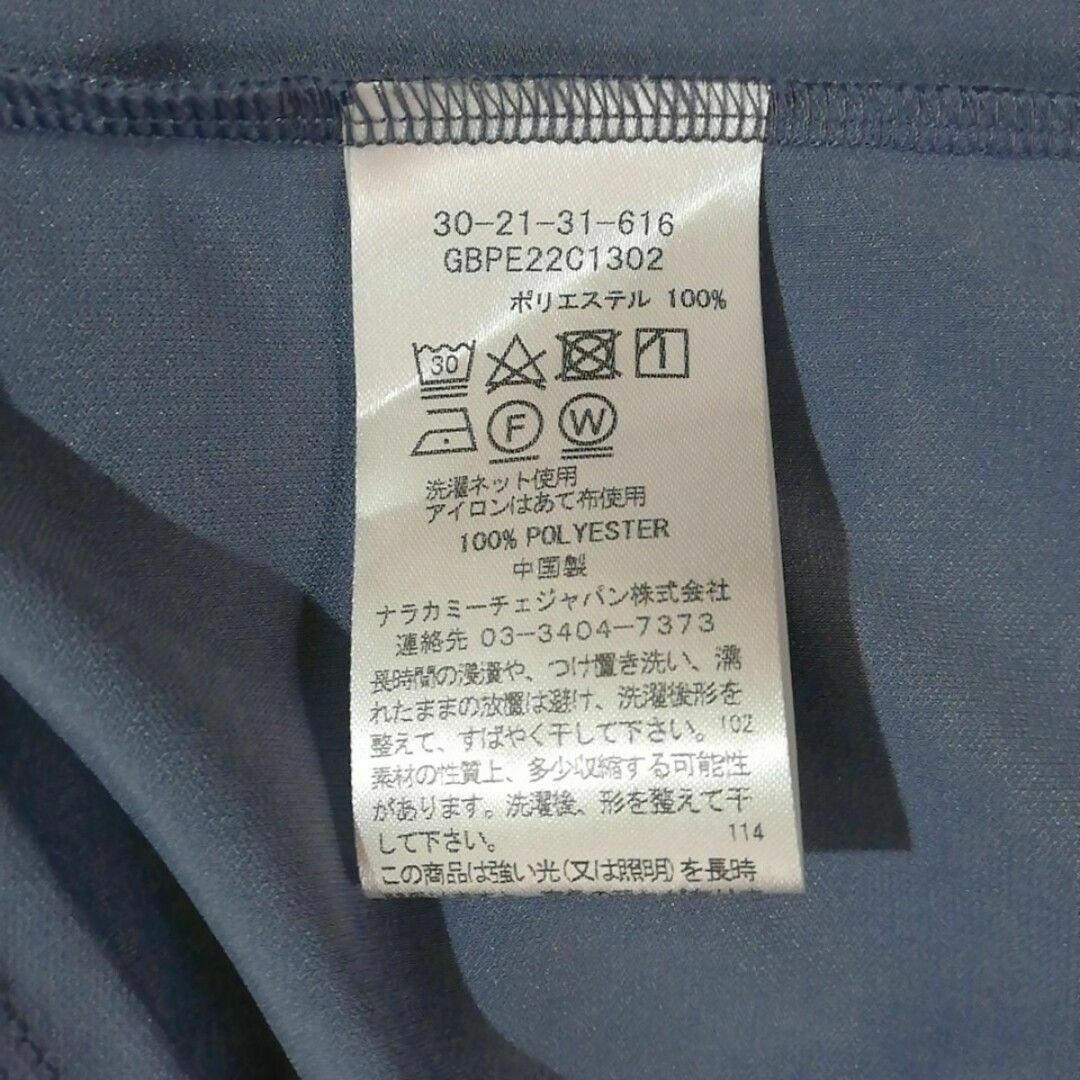 30-21-31-616
GBPE22C1302
ポリエステル 100%
30
F W
洗濯ネット使用
アイロンはあて布使用
100% POLYESTER
中国製
ナラカミーチェジャパン株式会社
連絡先 03-3404-7373
長時間の浸漬や、つけ置き洗い、濡
れたままの放置は避け、洗濯後形を
整えて、すばやく干して下さい。102
素材の性質上、多少収縮する可能性
があります。洗濯後、形を整えて干
して下さい。 114
この商品は強い光(又は照明)を長時